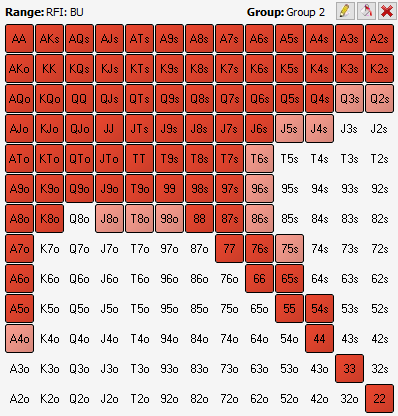 Range: RFI: BU Group: Group 2
AA AKs AQs AJs ATs A9s A8s A7s A6s A5s A4s A3s A2s
AKo KK KQs KJs KTs K9s K8s K7s K6s K5s K4s K3s K2s
AQo KQo QQ QJs QTs Q9s Q8s Q7s Q6s Q5s Q4s Q3s Q2s
AJo KJo QJo JJ JTs J9s J8s J7s J6s J5s J4s J3s J2s
ATo KTo QTo JTo TT T9s T8s T7s T6s T5s T4s T3s T2s
A9o K9o Q9o J9o T9o 99 98s 97s 96s 95s 94s 93s 92s
A8o K8o Q8o J8o T8o 98o 88 87s 86s 85s 84s 83s 82s
A7o K7o Q7o J7o T7o 97o 87o 77 76s 75s 74s 73s 72s
A6o K6o Q6o J6o T6o 96o 86o 76o 66 65s 64s 63s 62s
A5o K5o Q5o J5o T5o 95o 85o 75o 65o 55 54s 53s 52s
A4o K4o Q4o J4o T4o 94o 84o 74o 64o 54o 44 43s 42s
A3o K3o Q3o J3o T3o 93o 83o 73o 63o 53o 43o 33 32s
A2o K2o Q2o J2o T2o 92o 82o 72o 62o 52o 42o 32o 22